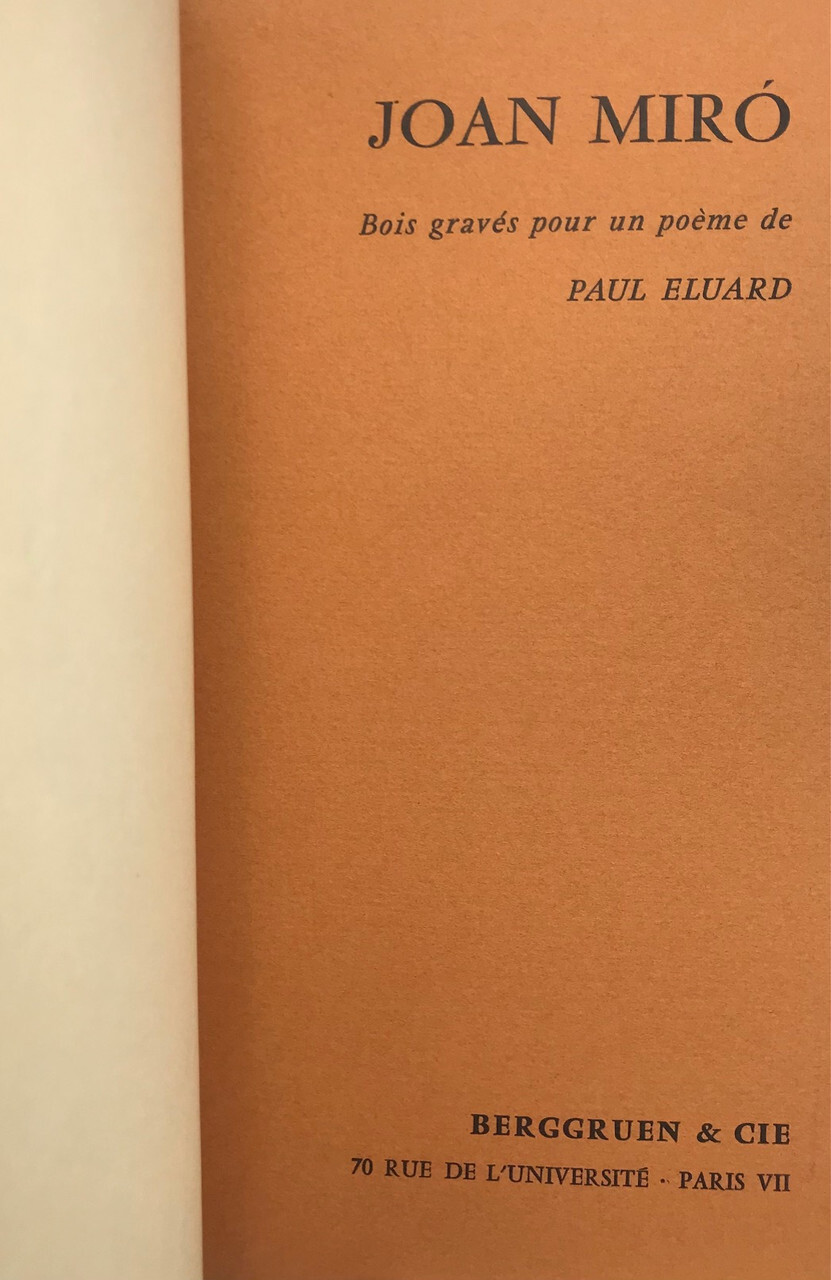 JOAN MIRÓ
Bois gravés pour un poème de
PAUL ELUARD
BERGGRUEN & CIE
70 RUE DE L'UNIVERSITÉ · PARIS VII